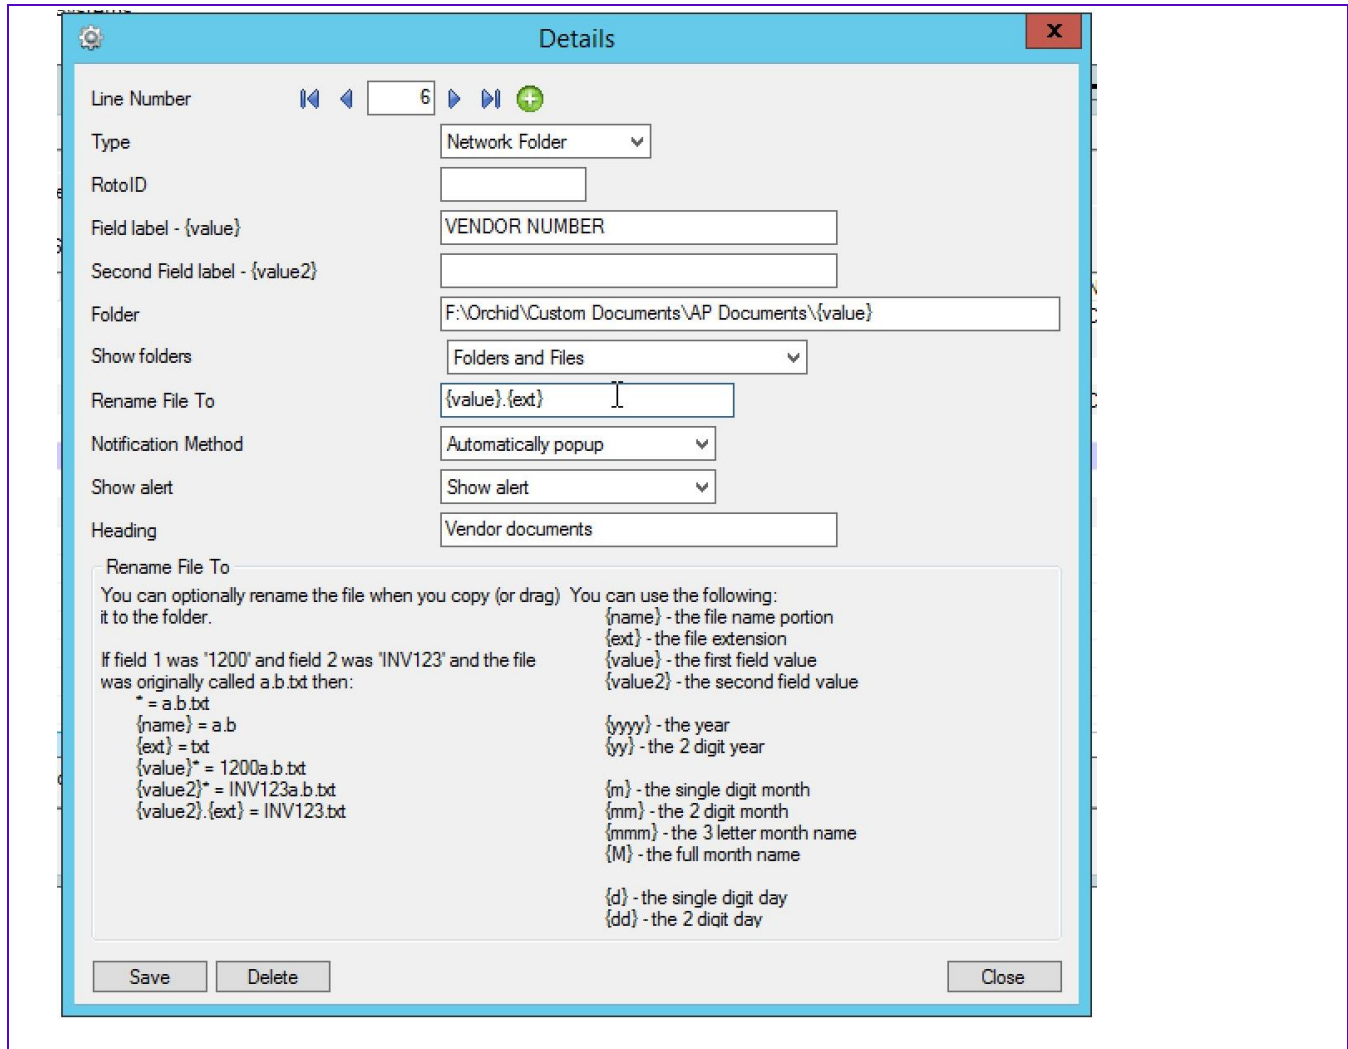 Details
x
Line Number 6
Type Network Folder
RotoID
Field label - {value} VENDOR NUMBER
Second Field label - {value2}
Folder F:\Orchid\Custom Documents\AP Documents\{value}
Show folders Folders and Files
Rename File To {value}.{ext}
Notification Method Automatically popup
Show alert Show alert
Heading Vendor documents
Rename File To
You can optionally rename the file when you copy (or drag)
it to the folder.
If field 1 was '1200' and field 2 was 'INV123' and the file
was originally called a.b.txt then:
* = a.b.txt
{name} = a.b
{ext} = txt
{value}* = 1200a.b.txt
{value2}* = INV123a.b.txt
{value2}.{ext} = INV123.txt
You can use the following:
{name} - the file name portion
{ext} - the file extension
{value} - the first field value
{value2} - the second field value
{yyyy} - the year
{yy} - the 2 digit year
{m} - the single digit month
{mm} - the 2 digit month
{mmm} - the 3 letter month name
{M} - the full month name
{d} - the single digit day
{dd} - the 2 digit day
Save Delete Close